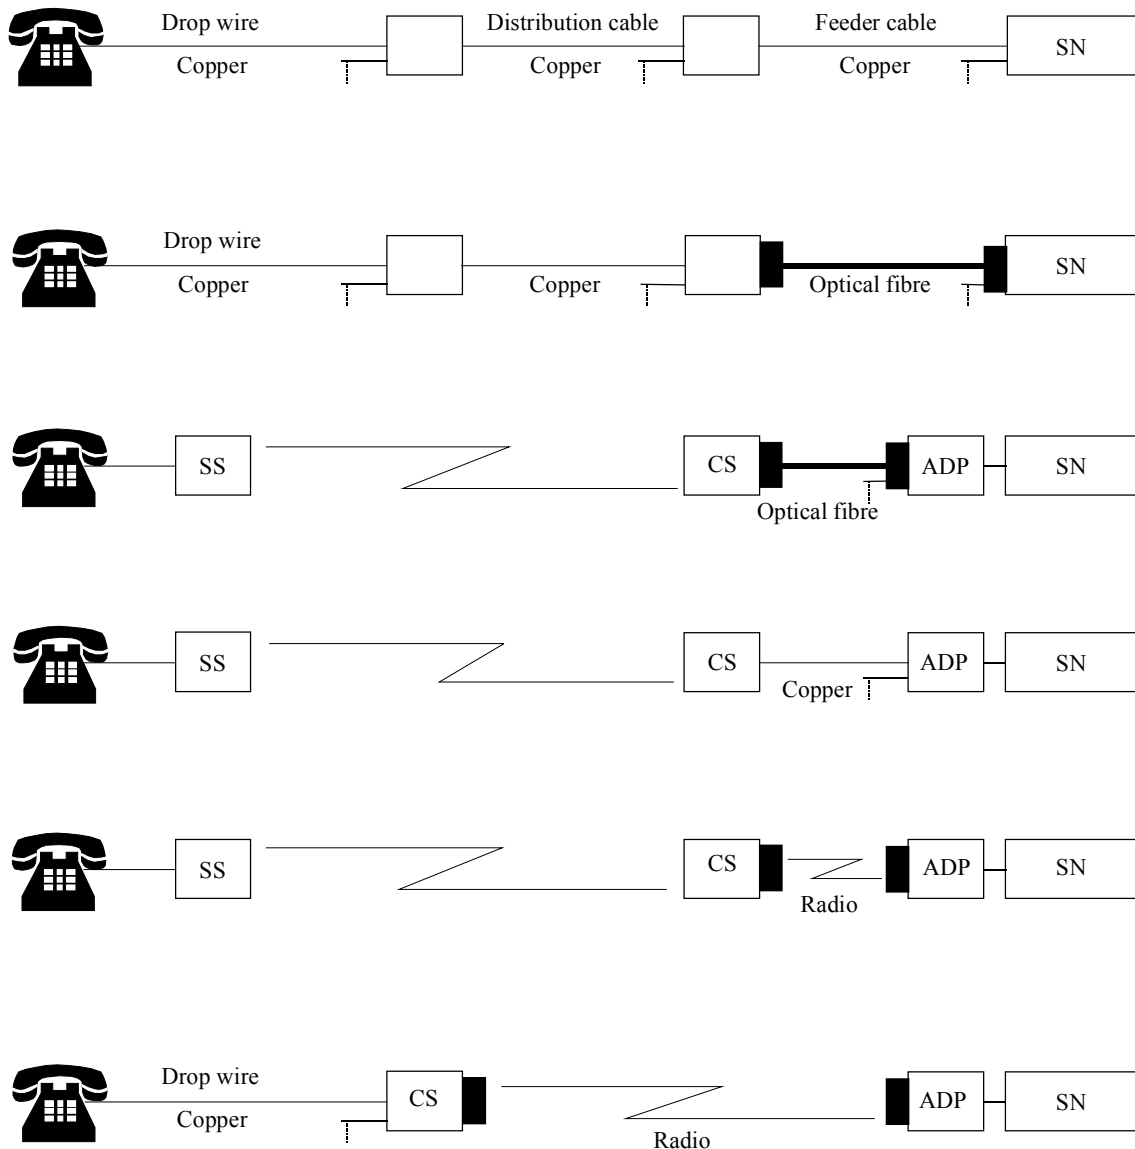 Drop wire
Distribution cable
Feeder cable
SN
Copper
Copper
Copper
Drop wire
SN
Copper
Copper
Optical fibre
SS
CS
ADP
SN
Optical fibre
SS
CS
ADP
SN
Copper
SS
CS
ADP
SN
Radio
Drop wire
CS
ADP
SN
Copper
Radio